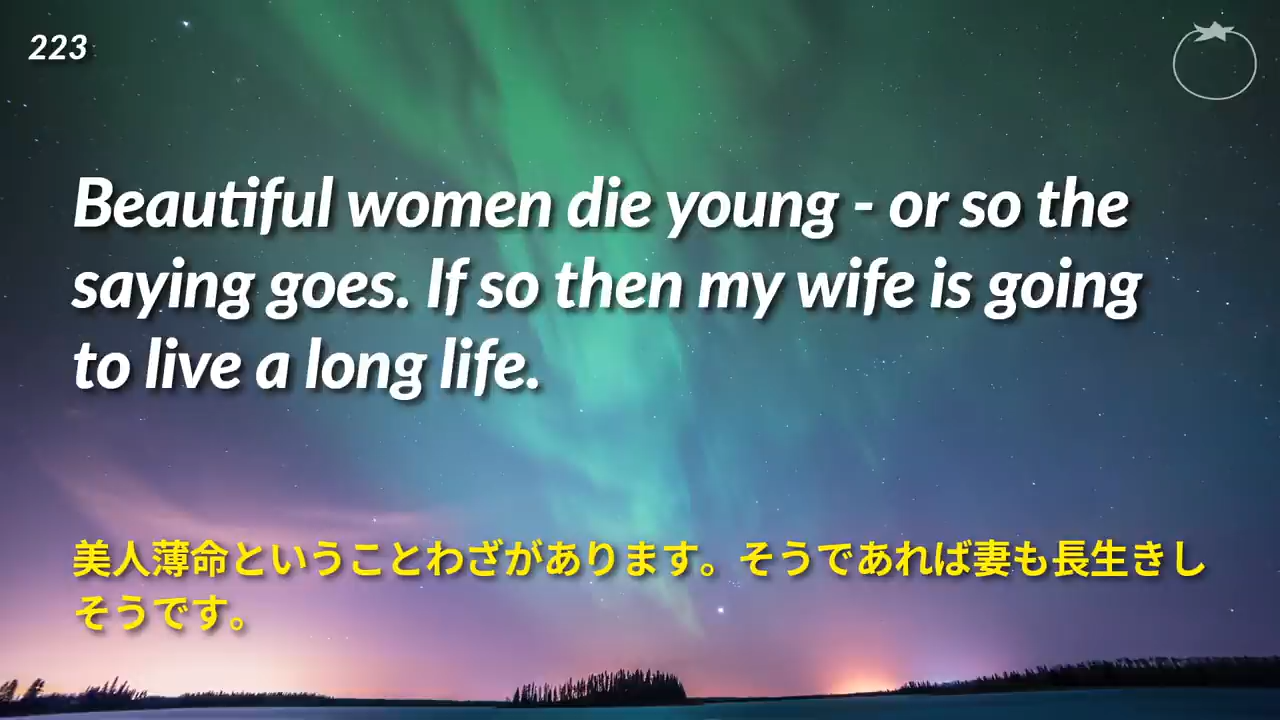 223
Beautiful women die young - or so the
saying goes. If so then my wife is going
to live a long life.
美人薄命ということわざがあります。そうであれば妻も長生きし
そうです。